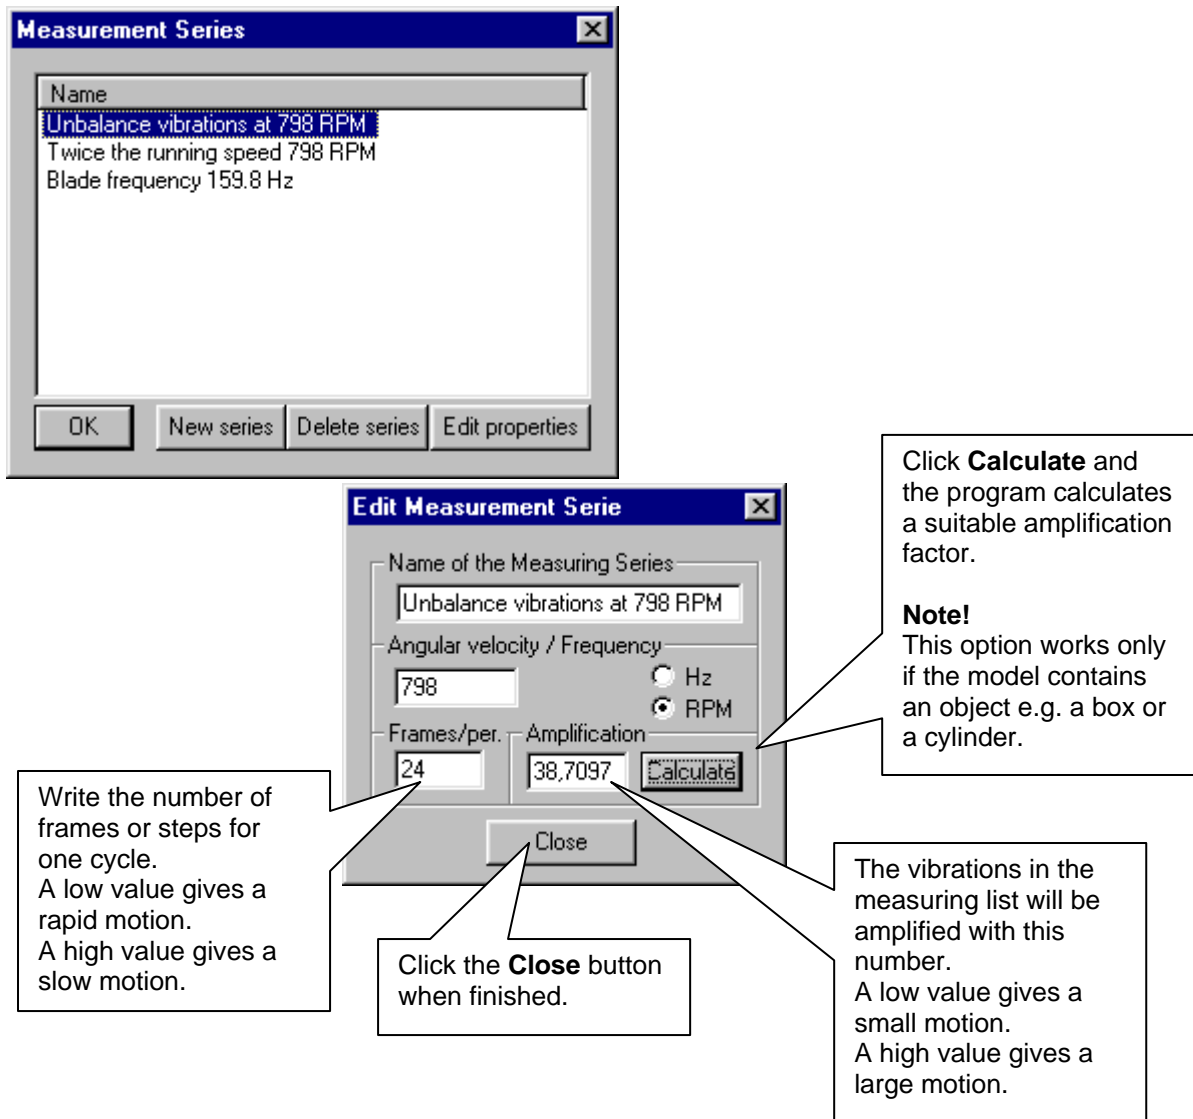 Measurement Series
Name
Unbalance vibrations at 798 RPM
Twice the running speed 798 RPM
Blade frequency 159.8 Hz
OK
New series
Delete series
Edit properties
Edit Measurement Serie
Name of the Measuring Series
Unbalance vibrations at 798 RPM
Angular velocity / Frequency
798
Hz
RPM
Frames/per.
Amplification
24
38,7097
Calculate
Close
Click Calculate and
the program calculates
a suitable amplification
factor.
Note!
This option works only
if the model contains
an object e.g. a box or
a cylinder.
Write the number of
frames or steps for
one cycle.
A low value gives a
rapid motion.
A high value gives a
slow motion.
Click the Close button
when finished.
The vibrations in the
measuring list will be
amplified with this
number.
A low value gives a
small motion.
A high value gives a
large motion.